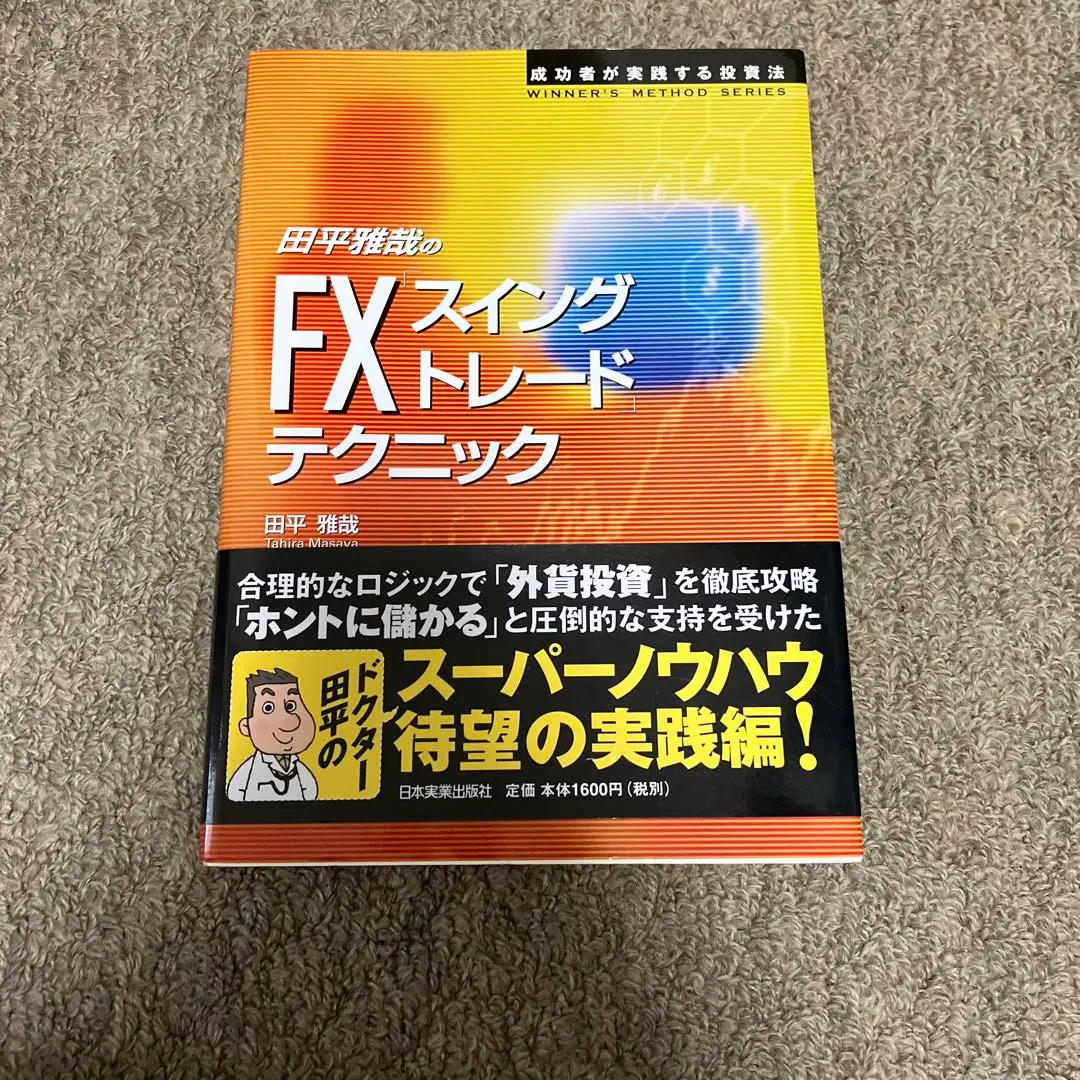 成功者が実践する投資法
WINNER'S METHOD SERIES
田平雅哉の
FX「スイング
トレード」
テクニック
田平 雅哉
Tahira Masaya
合理的なロジックで「外貨投資」を徹底攻略
「ホントに儲かる」と圧倒的な支持を受けた
ドクター
田平の
スーパーノウハウ
待望の実践編!
日本実業出版社 定価 本体1600円(税別)